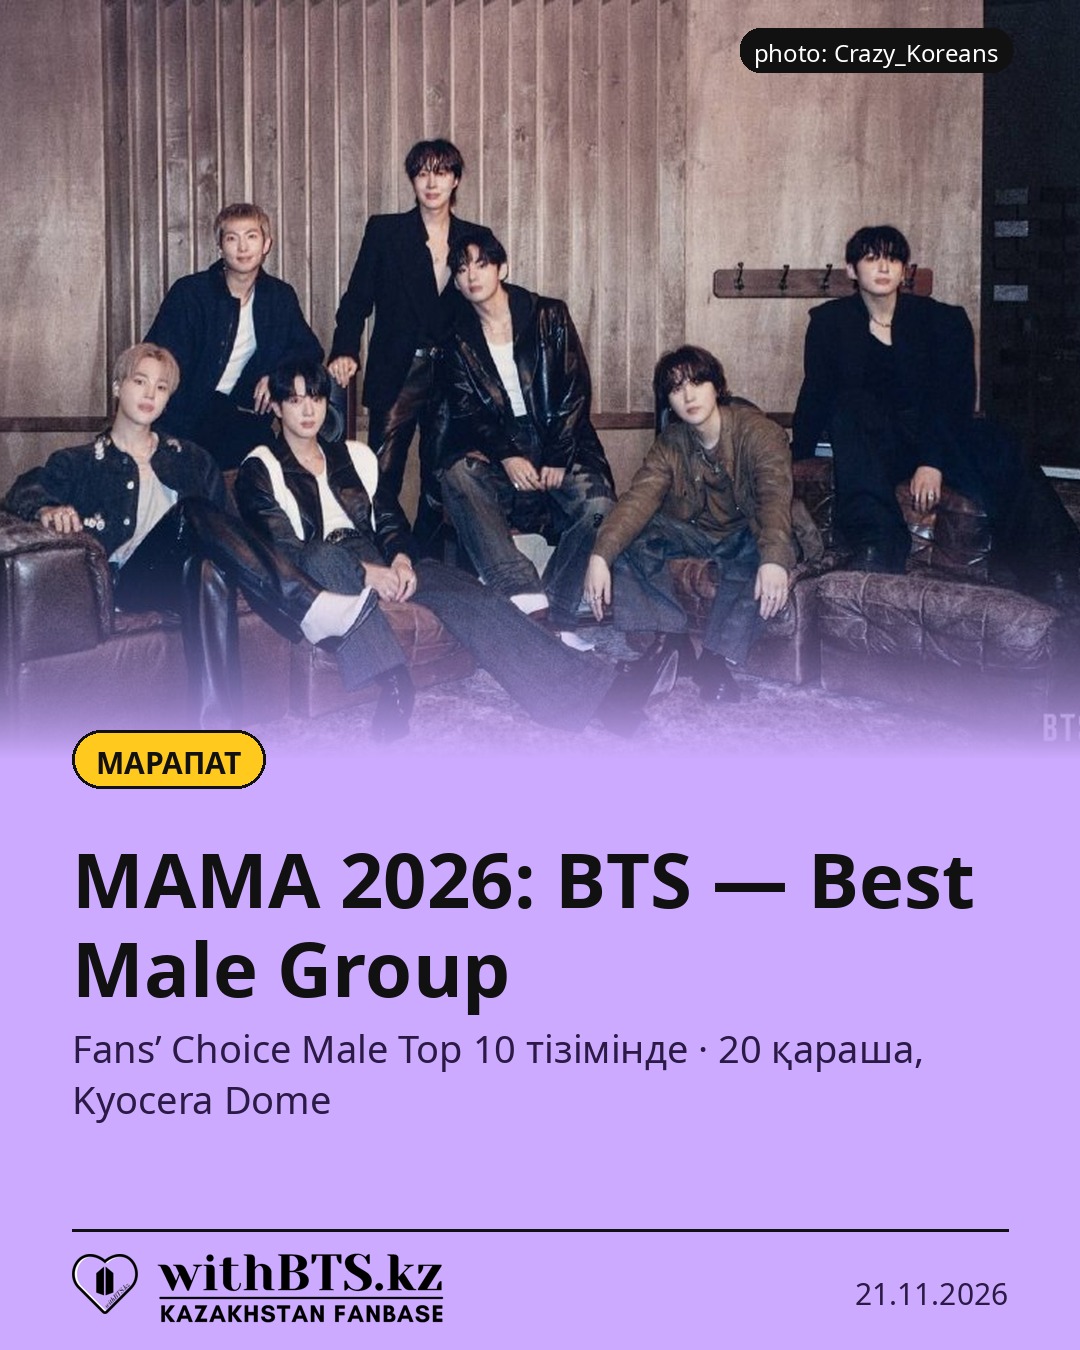 photo: Crazy_Koreans
BT
МАРАПАТ
MAMA 2026: BTS — Best
Male Group
Fans’ Choice Male Top 10 тізімінде · 20 қараша,
Kyocera Dome
withBTS.kz
KAZAKHSTAN FANBASE
21.11.2026